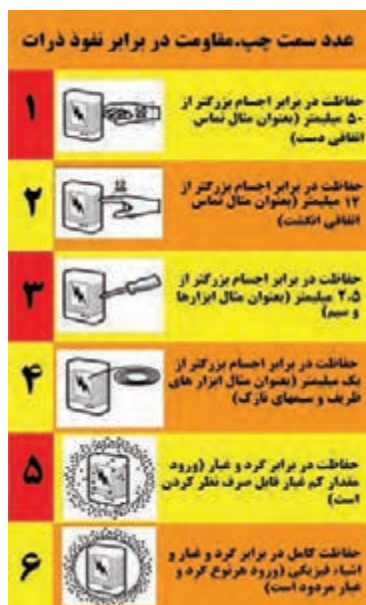 عدد سمت چپ.مقاومت در برابر نفوذ ذرات
۱
حفاظت در برابر اجسام بزرگتر از
۵۰ میلیمتر (بعنوان مثال تماس
اتفاقی دست)
۲
حفاظت در برابر اجسام بزرگتر از
۱۲ میلیمتر (بعنوان مثال تماس
اتفاقی انگشت)
۳
حفاظت در برابر اجسام بزرگتر از
۲.۵ میلیمتر (بعنوان مثال ابزارها
و سیم)
۴
حفاظت در برابر اجسام بزرگتر از
یک میلیمتر (بعنوان مثال ابزار های
ظریف و سیمهای نازک)
۵
حفاظت در برابر گرد و غبار (ورود
مقدار کم غبار قابل صرف نظر کردن
است)
۶
حفاظت کامل در برابر گرد و غبار و
اشیاء فیزیکی (ورود هرنوع گرد و
غبار مردود است)